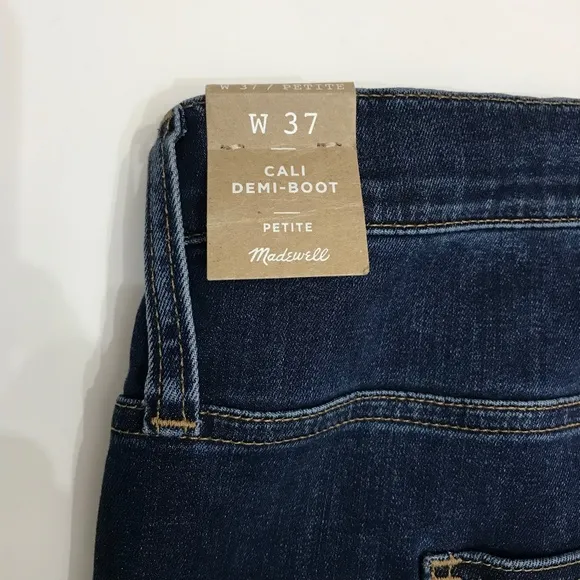 W 37 / PETITE
W 37
CALI
DEMI-BOOT
PETITE
Madewell